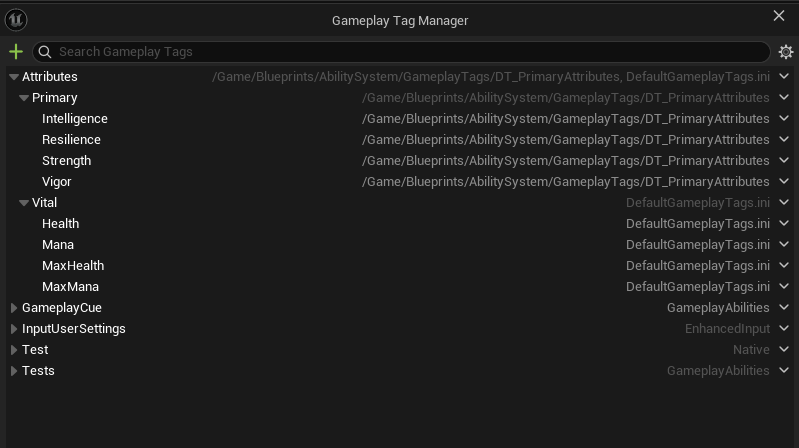 Gameplay Tag Manager
Search Gameplay Tags
Attributes /Game/Blueprints/AbilitySystem/GameplayTags/DT_PrimaryAttributes, DefaultGameplayTags.ini
Primary /Game/Blueprints/AbilitySystem/GameplayTags/DT_PrimaryAttributes
Intelligence /Game/Blueprints/AbilitySystem/GameplayTags/DT_PrimaryAttributes
Resilience /Game/Blueprints/AbilitySystem/GameplayTags/DT_PrimaryAttributes
Strength /Game/Blueprints/AbilitySystem/GameplayTags/DT_PrimaryAttributes
Vigor /Game/Blueprints/AbilitySystem/GameplayTags/DT_PrimaryAttributes
Vital DefaultGameplayTags.ini
Health DefaultGameplayTags.ini
Mana DefaultGameplayTags.ini
MaxHealth DefaultGameplayTags.ini
MaxMana DefaultGameplayTags.ini
GameplayCue GameplayAbilities
InputUserSettings EnhancedInput
Test Native
Tests GameplayAbilities